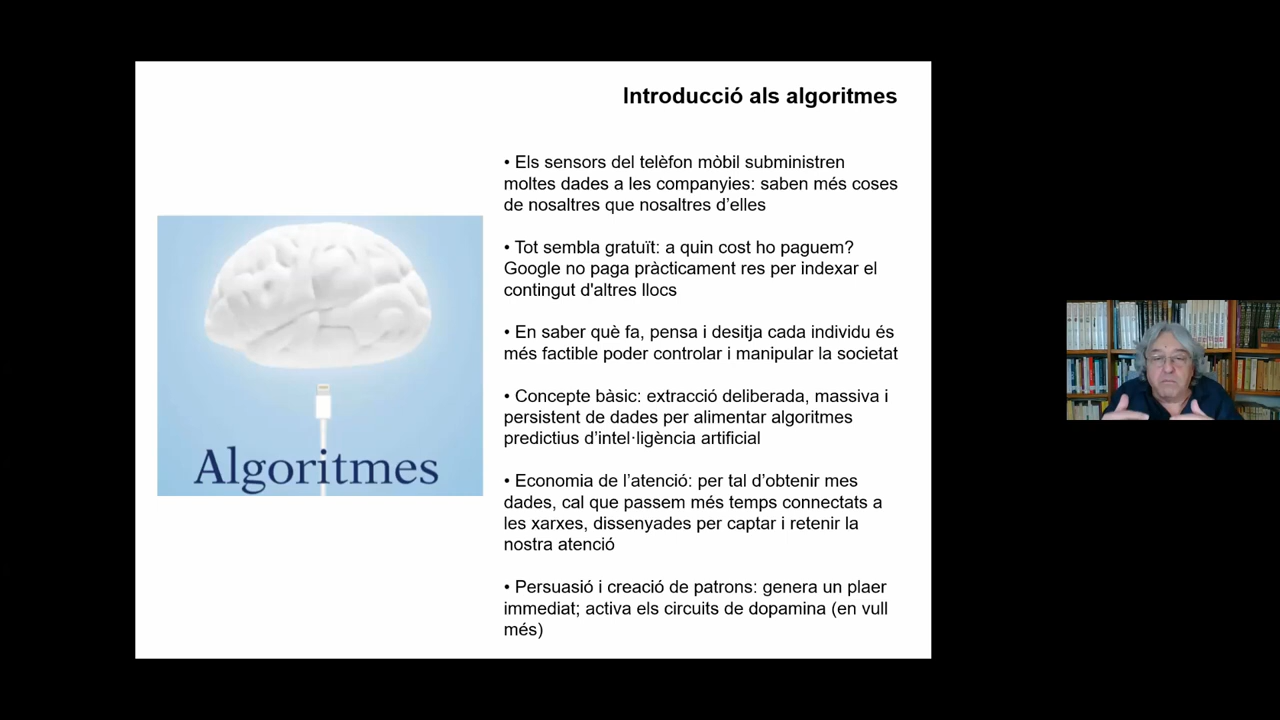 Introducció als algoritmes
• Els sensors del telèfon mòbil subministren
moltes dades a les companyies: saben més coses
de nosaltres que nosaltres d’elles
• Tot sembla gratuït: a quin cost ho paguem?
Google no paga pràcticament res per indexar el
contingut d'altres llocs
• En saber què fa, pensa i desitja cada individu és
més factible poder controlar i manipular la societat
• Concepte bàsic: extracció deliberada, massiva i
persistent de dades per alimentar algoritmes
predictius d’intel·ligència artificial
• Economia de l’atenció: per tal d’obtenir mes
dades, cal que passem més temps connectats a
les xarxes, dissenyades per captar i retenir la
nostra atenció
• Persuasió i creació de patrons: genera un plaer
immediat; activa els circuits de dopamina (en vull
més)
Algoritmes